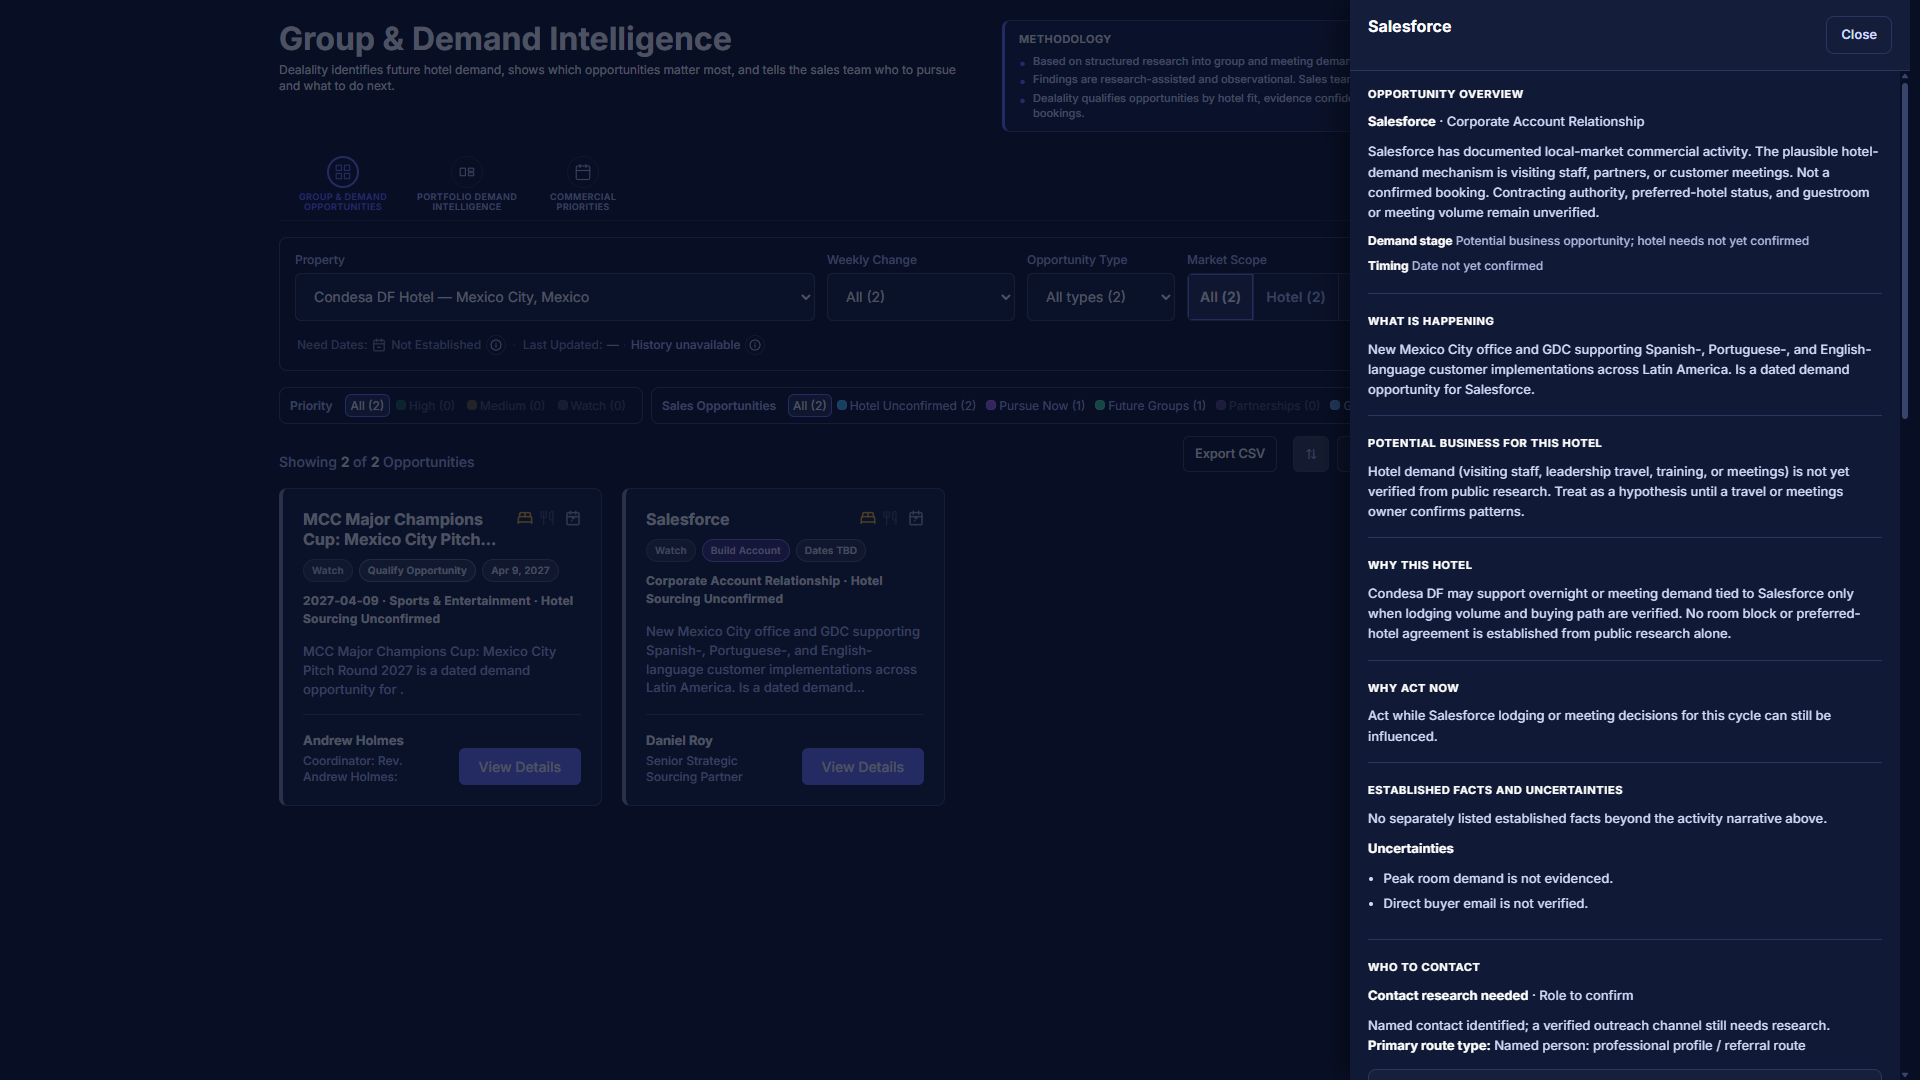 Group & Demand Intelligence
Dealality identifies future hotel demand, shows which opportunities matter most, and tells the sales team who to pursue
and what to do next.
METHODOLOGY
Based on structured research into group and meeting
Findings are research-assisted and observational. Sales
Dealality qualifies opportunities by hotel fit, evidence
bookings.
GROUP & DEMAND
OPPORTUNITIES
PORTFOLIO DEMAND
INTELLIGENCE
COMMERCIAL
PRIORITIES
Property
Weekly Change
Opportunity Type
Market Scope
Condesa DF Hotel — Mexico City, Mexico
All (2)
All types (2)
All (2)
Hotel (2)
Need Dates: Not Established · Last Updated: — · History unavailable
Priority All (2) High (0) Medium (0) Watch (0)
Sales Opportunities All (2) Hotel Unconfirmed (2) Pursue Now (1) Future Groups (1) Partnerships (0) G
Showing 2 of 2 Opportunities
Export CSV
MCC Major Champions
Cup: Mexico City Pitch...
Watch
Qualify Opportunity
Apr 9, 2027
2027-04-09 · Sports & Entertainment · Hotel
Sourcing Unconfirmed
MCC Major Champions Cup: Mexico City
Pitch Round 2027 is a dated demand
opportunity for .
Andrew Holmes
Coordinator: Rev.
Andrew Holmes:
View Details
Salesforce
Watch
Build Account
Dates TBD
Corporate Account Relationship · Hotel
Sourcing Unconfirmed
New Mexico City office and GDC supporting
Spanish-, Portuguese-, and English-
language customer implementations across
Latin America. Is a dated demand...
Daniel Roy
Senior Strategic
Sourcing Partner
View Details
Salesforce
Close
OPPORTUNITY OVERVIEW
Salesforce · Corporate Account Relationship
Salesforce has documented local-market commercial activity. The plausible hotel-
demand mechanism is visiting staff, partners, or customer meetings. Not a
confirmed booking. Contracting authority, preferred-hotel status, and guestroom
or meeting volume remain unverified.
Demand stage Potential business opportunity; hotel needs not yet confirmed
Timing Date not yet confirmed
WHAT IS HAPPENING
New Mexico City office and GDC supporting Spanish-, Portuguese-, and English-
language customer implementations across Latin America. Is a dated demand
opportunity for Salesforce.
POTENTIAL BUSINESS FOR THIS HOTEL
Hotel demand (visiting staff, leadership travel, training, or meetings) is not yet
verified from public research. Treat as a hypothesis until a travel or meetings
owner confirms patterns.
WHY THIS HOTEL
Condesa DF may support overnight or meeting demand tied to Salesforce only
when lodging volume and buying path are verified. No room block or preferred-
hotel agreement is established from public research alone.
WHY ACT NOW
Act while Salesforce lodging or meeting decisions for this cycle can still be
influenced.
ESTABLISHED FACTS AND UNCERTAINTIES
No separately listed established facts beyond the activity narrative above.
Uncertainties
• Peak room demand is not evidenced.
• Direct buyer email is not verified.
WHO TO CONTACT
Contact research needed · Role to confirm
Named contact identified; a verified outreach channel still needs research.
Primary route type: Named person: professional profile / referral route